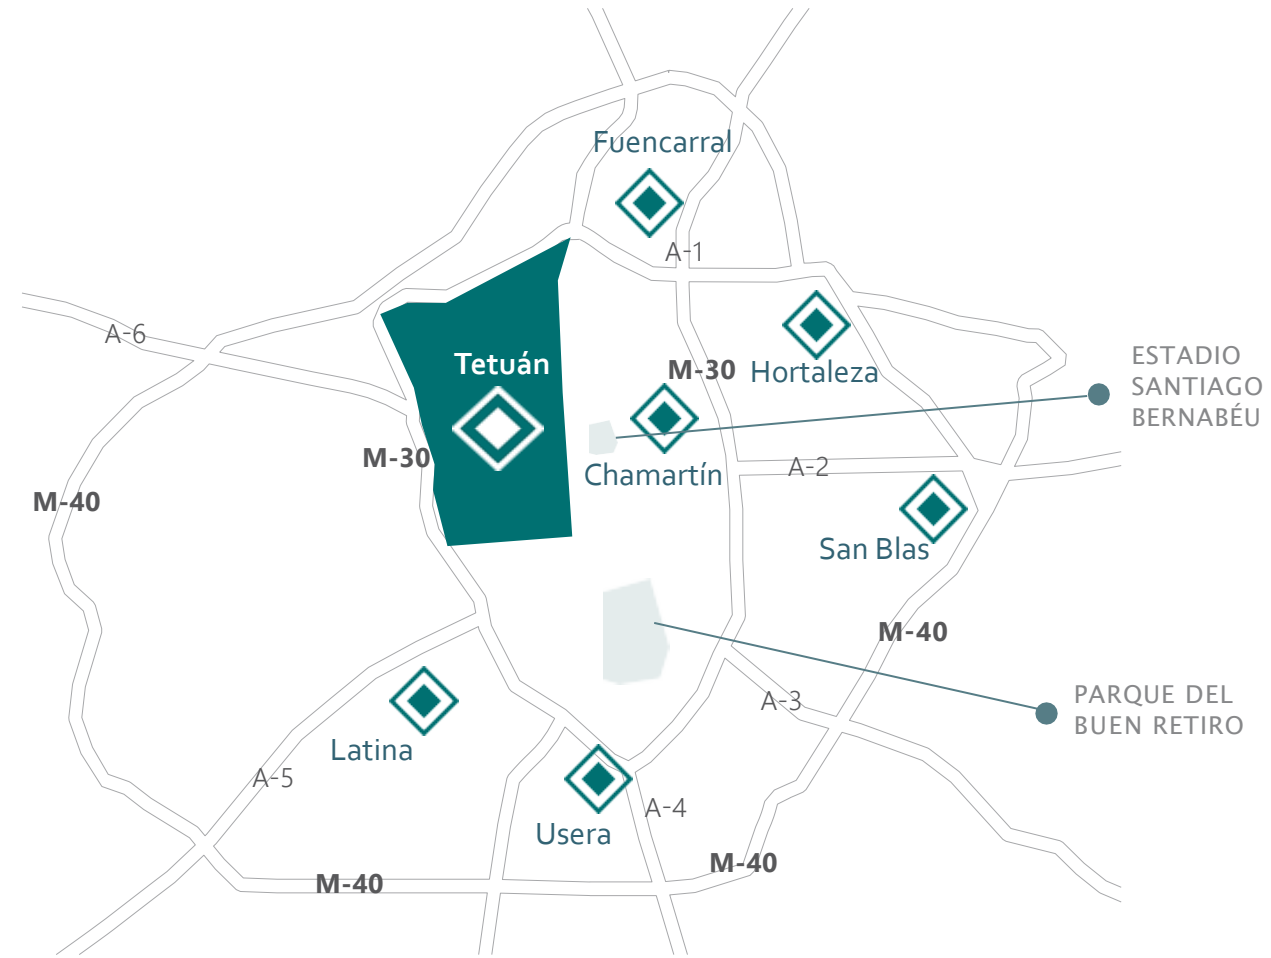 Fuencarral
A-1
A-6
ESTADIO
SANTIAGO
BERNABÉU
Tetuán
M-30
Hortaleza
M-30
A-2
Chamartín
M-40
San Blas
M-40
PARQUE DEL
BUEN RETIRO
A-3
Latina
A-5
A-4
Usera
M-40
M-40